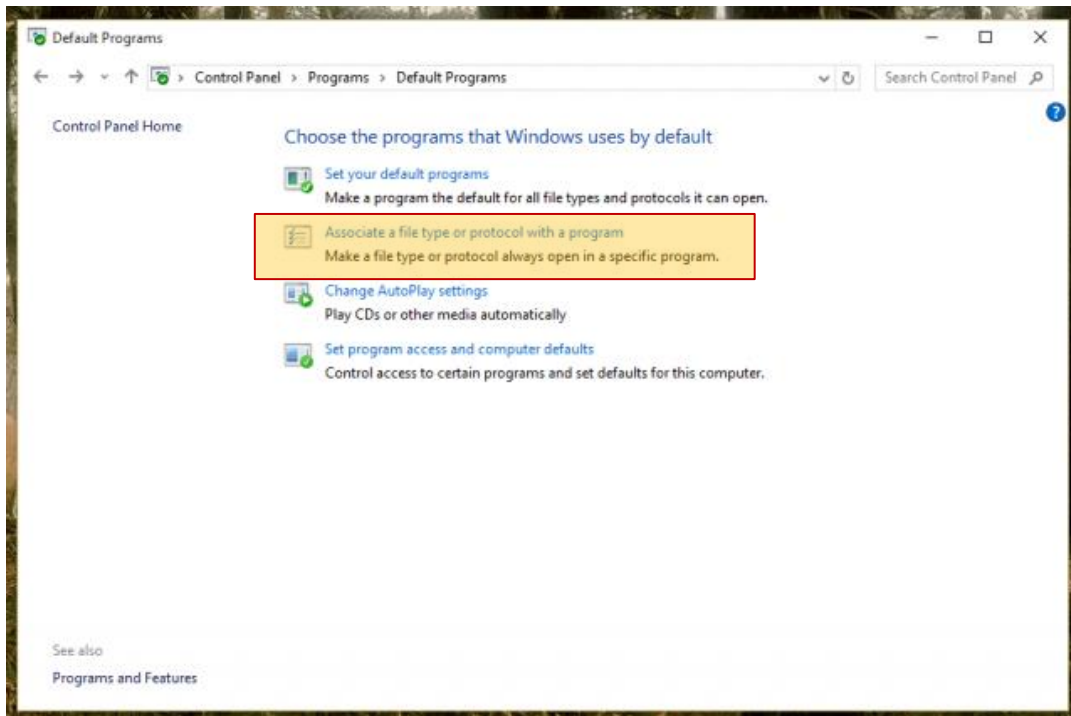 Default Programs
Control Panel > Programs > Default Programs
Search Control Panel
?
Control Panel Home
Choose the programs that Windows uses by default
Set your default programs
Make a program the default for all file types and protocols it can open.
Associate a file type or protocol with a program
Make a file type or protocol always open in a specific program.
Change AutoPlay settings
Play CDs or other media automatically
Set program access and computer defaults
Control access to certain programs and set defaults for this computer.
See also
Programs and Features